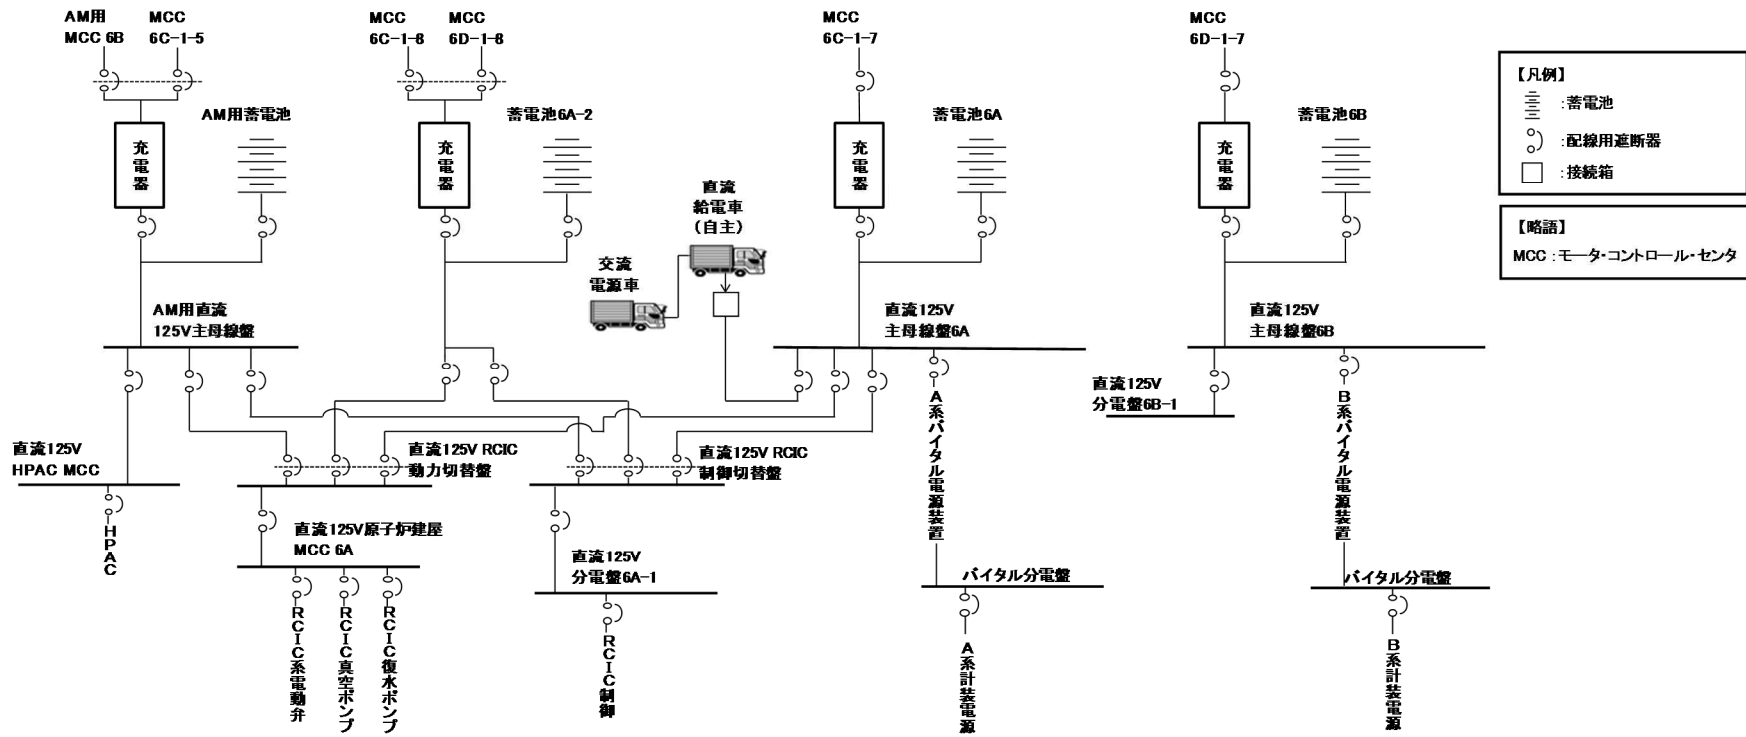 AM用
MCC 6B
MCC
6C-1-5
MCC
6C-1-8
MCC
6D-1-8
MCC
6C-1-7
MCC
6D-1-7
AM用蓄電池
蓄電池6A-2
蓄電池6A
蓄電池6B
充電器
充電器
充電器
充電器
【凡例】
:蓄電池
:配線用遮断器
:接続箱
【略語】
MCC：モータ・コントロール・センタ
直流
給電車
（自主）
交流
電源車
AM用直流
125V主母線盤
直流125V
主母線盤6A
直流125V
主母線盤6B
直流125V
分電盤6B-1
直流125V
HPAC MCC
直流125V RCIC
動力切替盤
直流125V RCIC
制御切替盤
A系バイタル電源装置
B系バイタル電源装置
HPAC
直流125V原子炉建屋
MCC 6A
直流125V
分電盤6A-1
バイタル分電盤
バイタル分電盤
RCIC系電動弁
RCIC真空ポンプ
RCIC復水ポンプ
RCIC制御
A系計装電源
B系計装電源